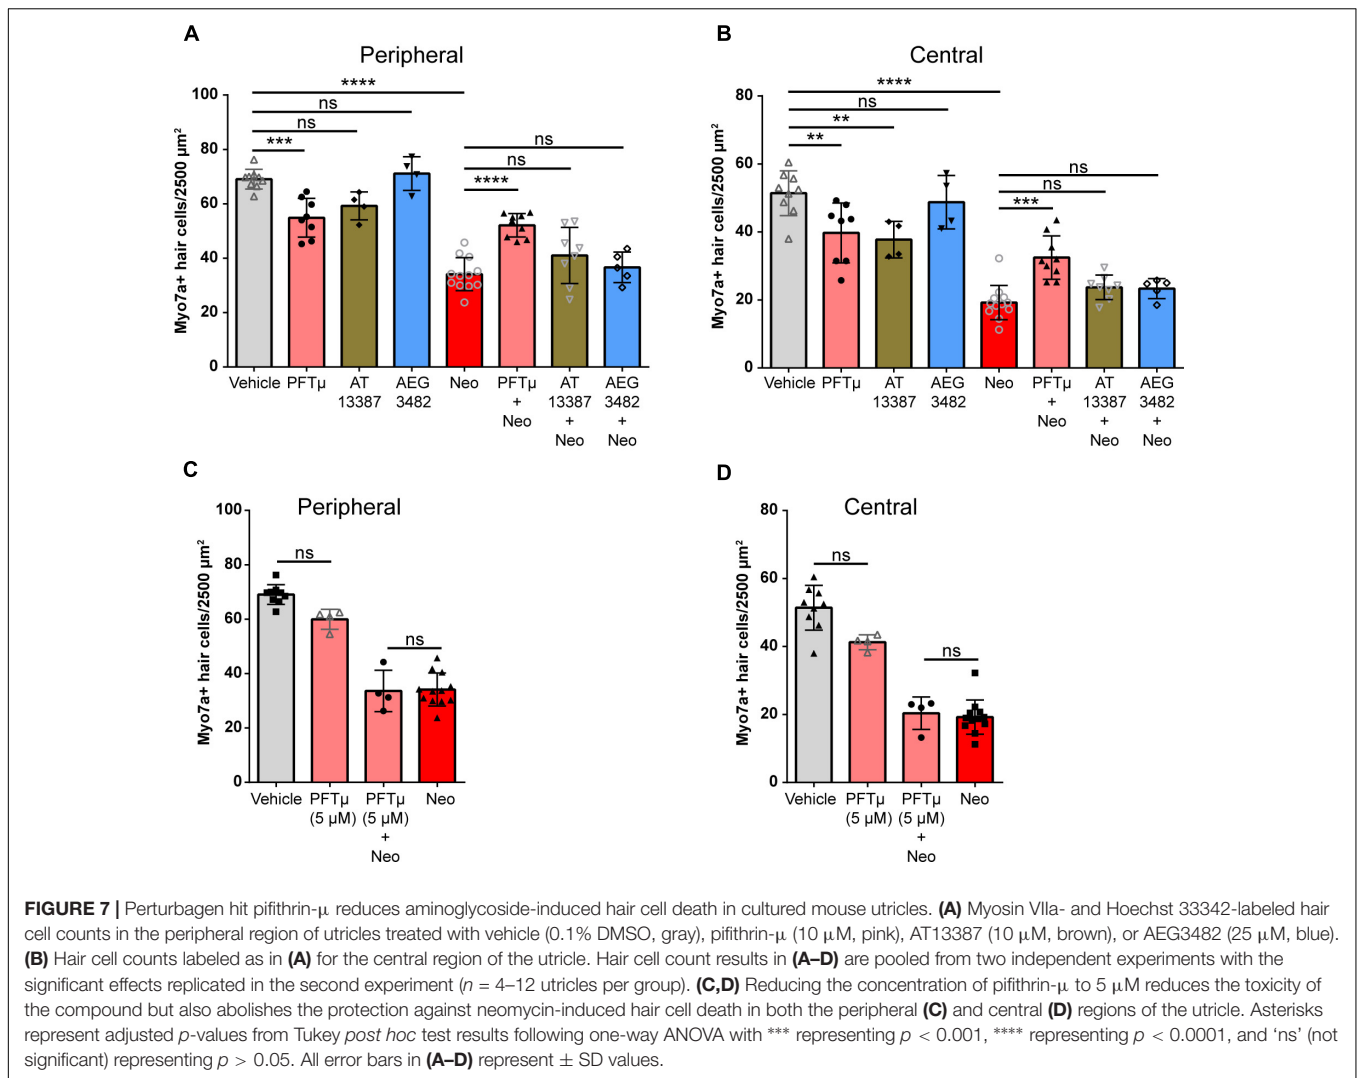 A
Peripheral
Myo7a+ hair cells/2500 µm²
100
80
60
40
20
0
****
ns
ns
***
ns
ns
****
Vehicle PFTµ AT AEG Neo PFTµ AT AEG
13387 3482 + 13387 3482
Neo + +
Neo Neo
B
Central
Myo7a+ hair cells/2500 µm²
80
60
40
20
0
****
ns
**
**
ns
ns
***
Vehicle PFTµ AT AEG Neo PFTµ AT AEG
13387 3482 + 13387 3482
Neo + +
Neo Neo
C
Peripheral
Myo7a+ hair cells/2500 µm²
100
80
60
40
20
0
ns
ns
Vehicle PFTµ PFTµ Neo
(5 µM) (5 µM)
+
Neo
D
Central
Myo7a+ hair cells/2500 µm²
80
60
40
20
0
ns
ns
Vehicle PFTµ PFTµ Neo
(5 µM) (5 µM)
+
Neo
FIGURE 7 | Perturbagen hit pifithrin-µ reduces aminoglycoside-induced hair cell death in cultured mouse utricles. (A) Myosin VIIa- and Hoechst 33342-labeled hair
cell counts in the peripheral region of utricles treated with vehicle (0.1% DMSO, gray), pifithrin-µ (10 µM, pink), AT13387 (10 µM, brown), or AEG3482 (25 µM, blue).
(B) Hair cell counts labeled as in (A) for the central region of the utricle. Hair cell count results in (A–D) are pooled from two independent experiments with the
significant effects replicated in the second experiment (n = 4–12 utricles per group). (C,D) Reducing the concentration of pifithrin-µ to 5 µM reduces the toxicity of
the compound but also abolishes the protection against neomycin-induced hair cell death in both the peripheral (C) and central (D) regions of the utricle. Asterisks
represent adjusted p-values from Tukey post hoc test results following one-way ANOVA with *** representing p < 0.001, **** representing p < 0.0001, and ‘ns’ (not
significant) representing p > 0.05. All error bars in (A–D) represent ± SD values.